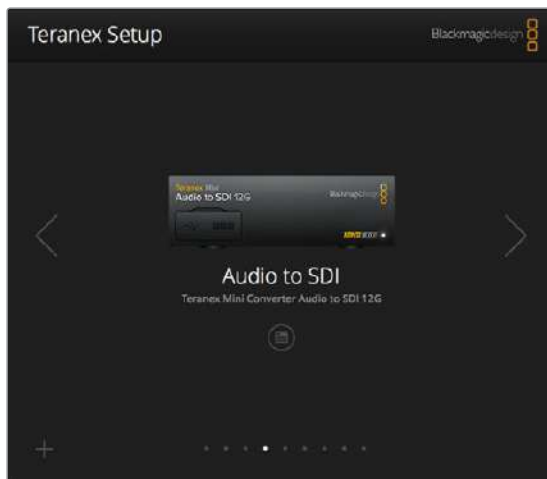 Teranex Setup
Blackmagicdesign
Teranex Mini
Audio to SDI 12G
Blackmagicdesign
Audio to SDI
Teranex Mini Converter Audio to SDI 12G